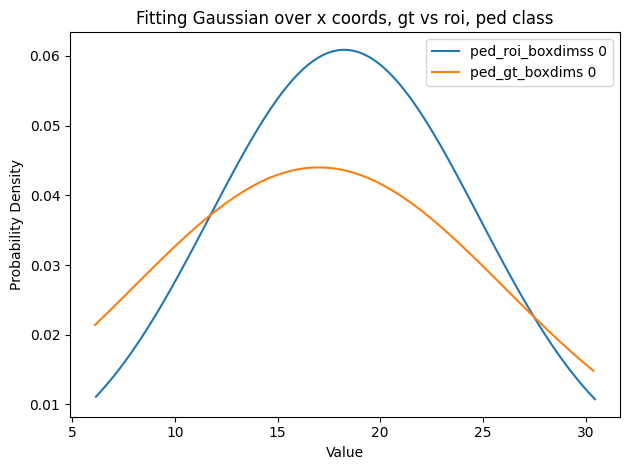 Fitting Gaussian over x coords, gt vs roi, ped class
ped_roi_boxdimss 0
ped_gt_boxdims 0
Probability Density
0.06
0.05
0.04
0.03
0.02
0.01
5
10
15
20
25
30
Value